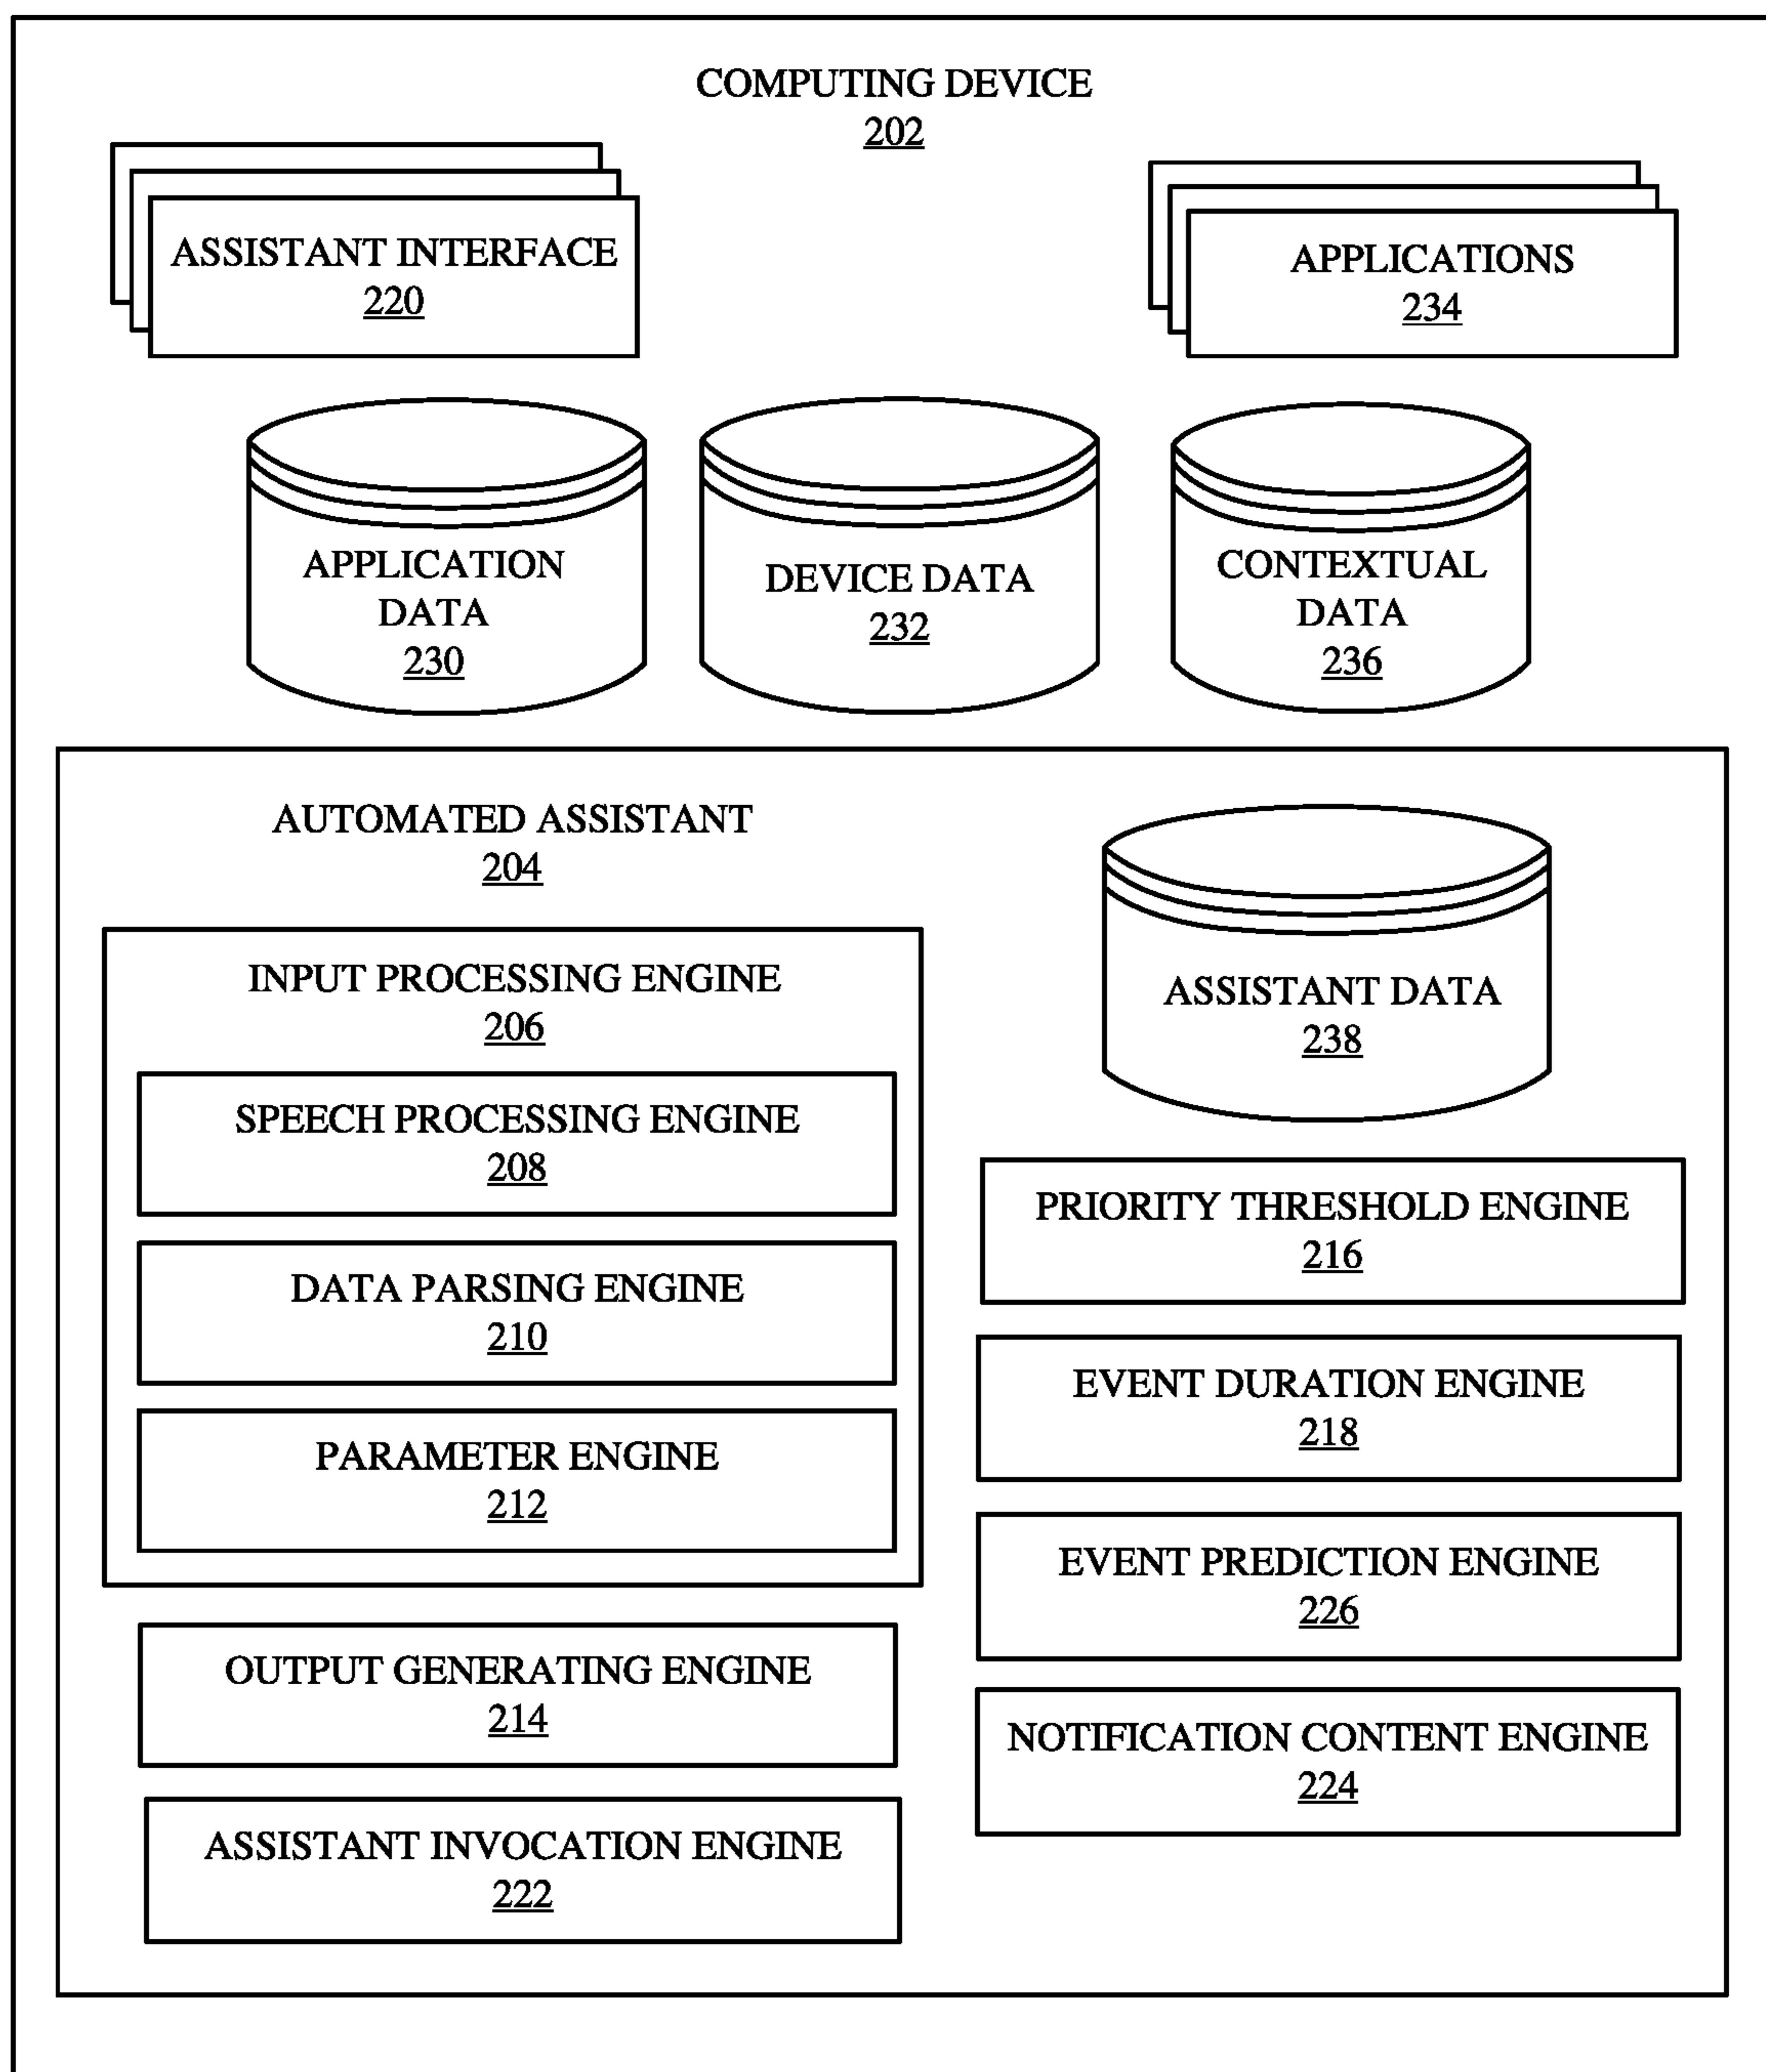 COMPUTING DEVICE
202
ASSISTANT INTERFACE
220
APPLICATIONS
234
APPLICATION
DATA
230
DEVICE DATA
232
CONTEXTUAL
DATA
236
AUTOMATED ASSISTANT
204
INPUT PROCESSING ENGINE
206
SPEECH PROCESSING ENGINE
208
DATA PARSING ENGINE
210
PARAMETER ENGINE
212
OUTPUT GENERATING ENGINE
214
ASSISTANT INVOCATION ENGINE
222
ASSISTANT DATA
238
PRIORITY THRESHOLD ENGINE
216
EVENT DURATION ENGINE
218
EVENT PREDICTION ENGINE
226
NOTIFICATION CONTENT ENGINE
224